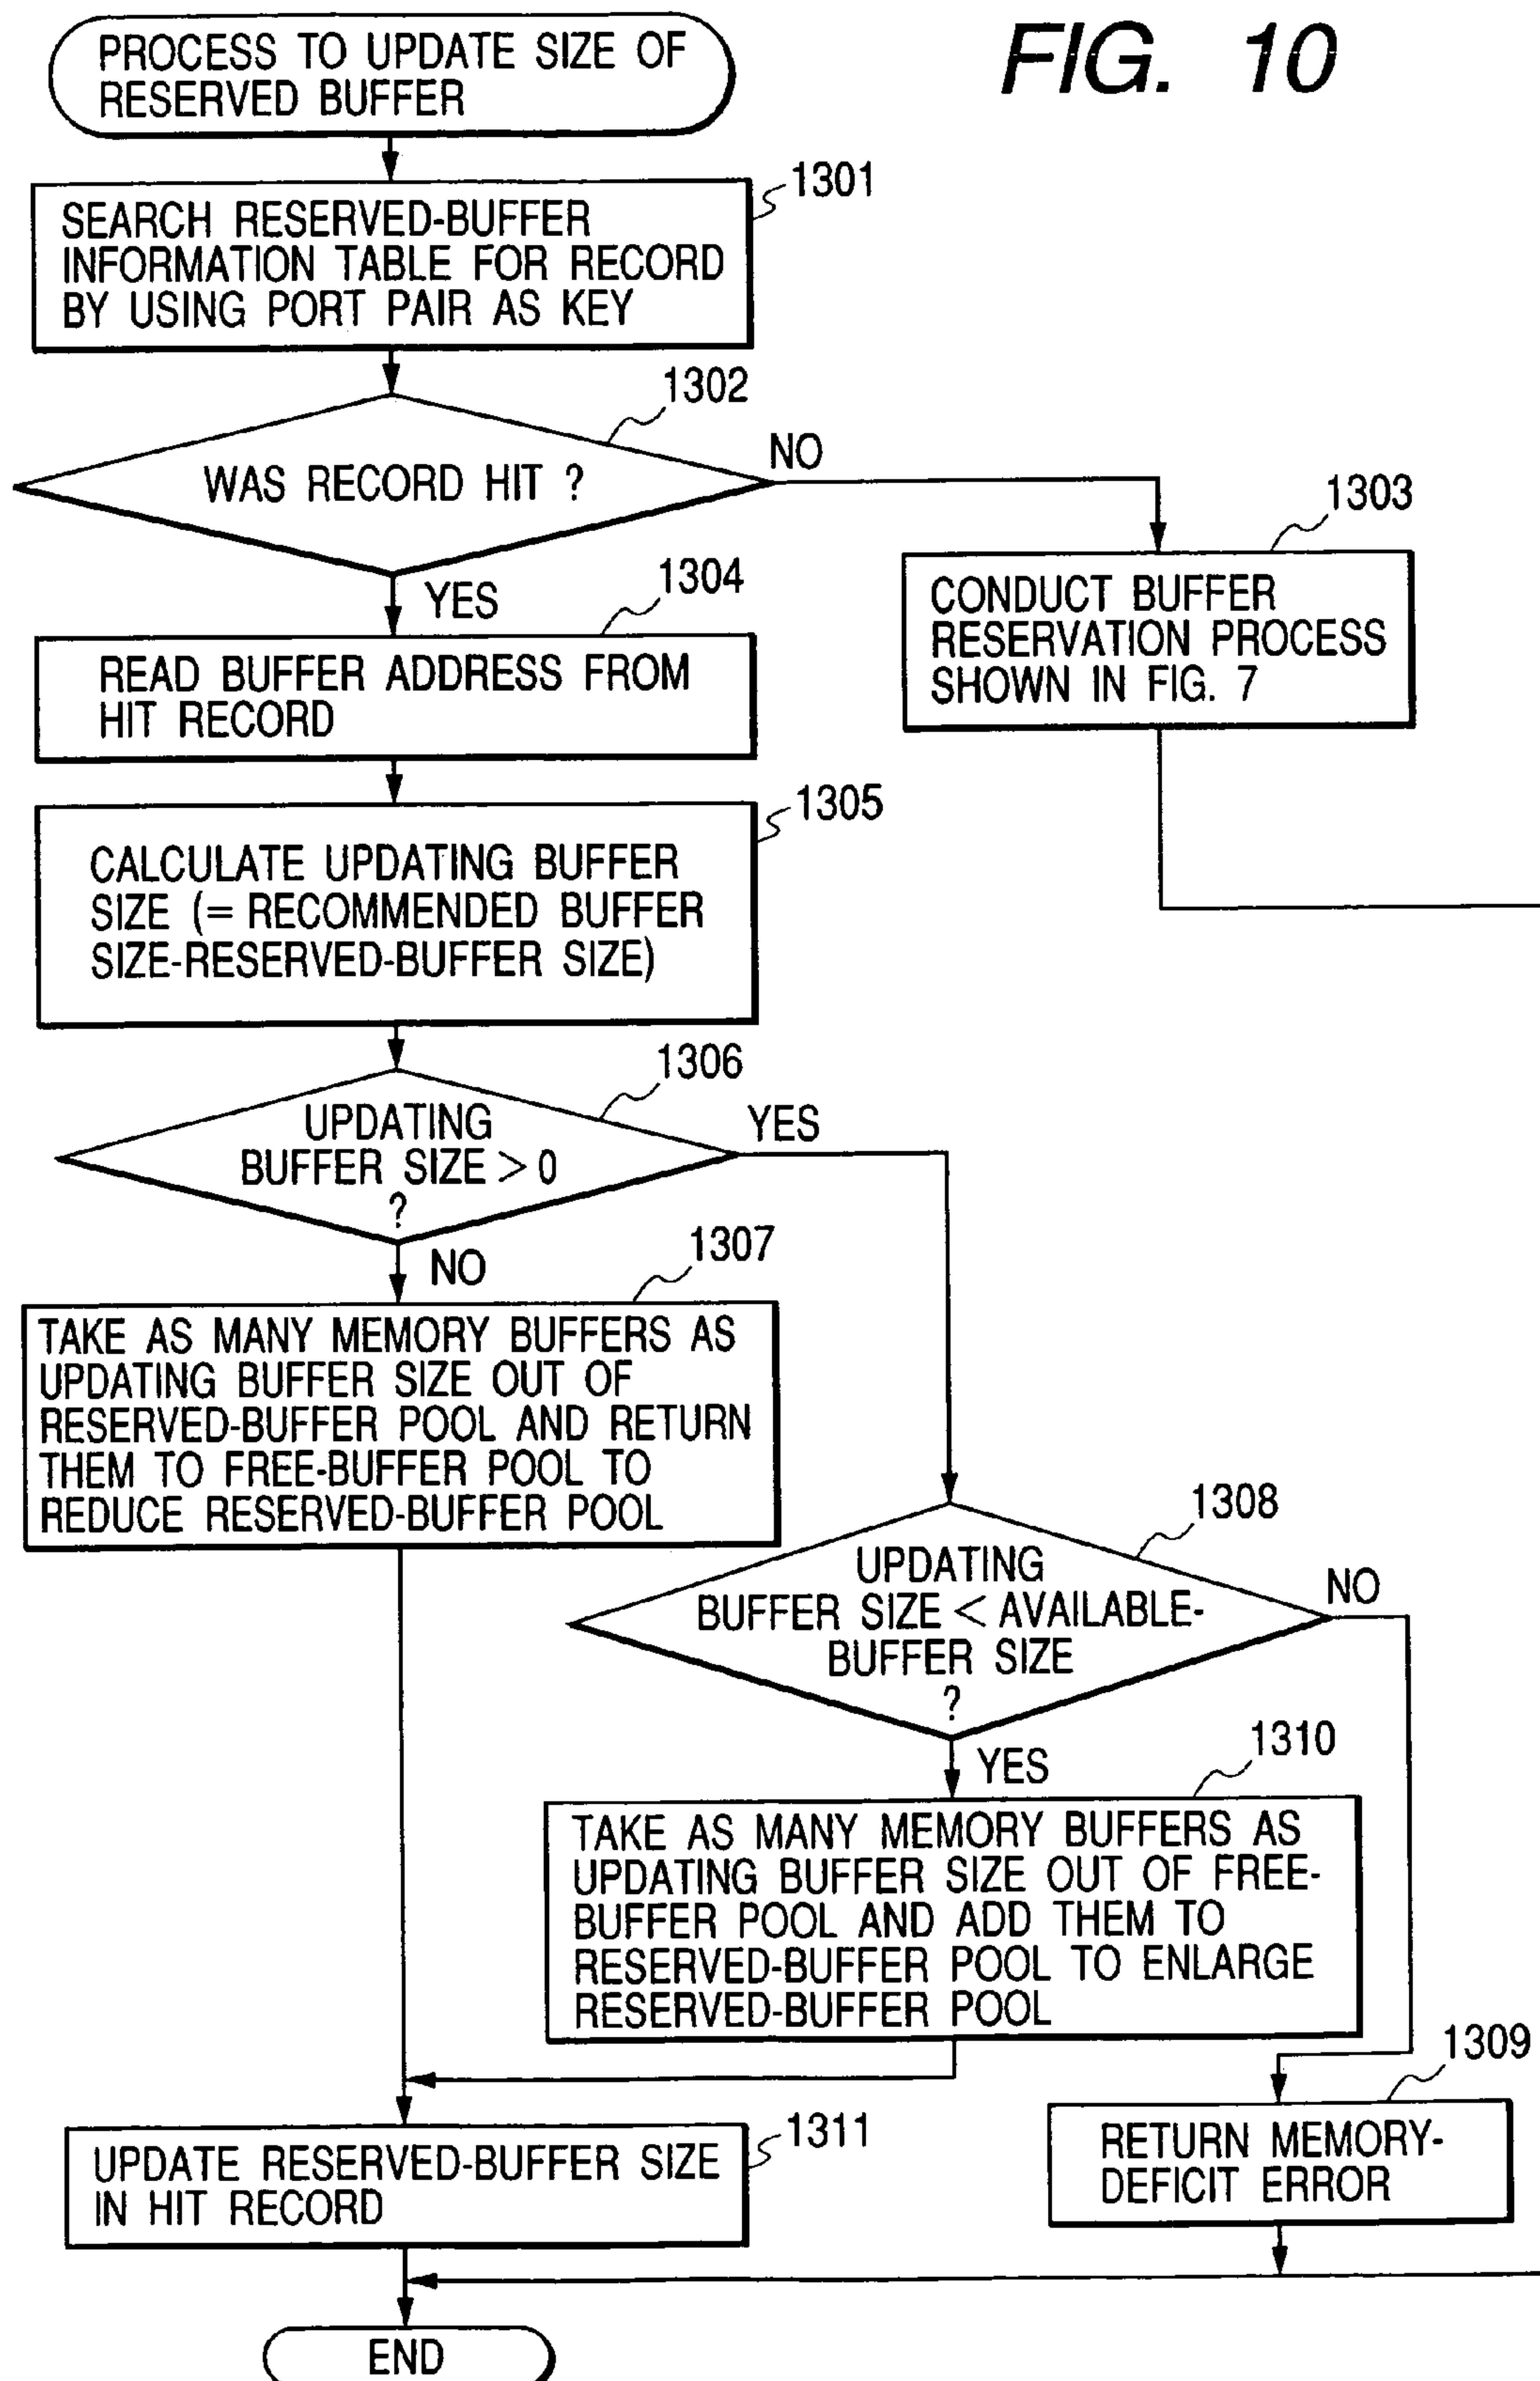 FIG. 10
PROCESS TO UPDATE SIZE OF
RESERVED BUFFER
1301
SEARCH RESERVED-BUFFER
INFORMATION TABLE FOR RECORD
BY USING PORT PAIR AS KEY
1302
WAS RECORD HIT ?
NO
1303
CONDUCT BUFFER
RESERVATION PROCESS
SHOWN IN FIG. 7
YES
1304
READ BUFFER ADDRESS FROM
HIT RECORD
1305
CALCULATE UPDATING BUFFER
SIZE (= RECOMMENDED BUFFER
SIZE-RESERVED-BUFFER SIZE)
1306
UPDATING
BUFFER SIZE > 0
?
YES
NO
1307
TAKE AS MANY MEMORY BUFFERS AS
UPDATING BUFFER SIZE OUT OF
RESERVED-BUFFER POOL AND RETURN
THEM TO FREE-BUFFER POOL TO
REDUCE RESERVED-BUFFER POOL
1308
UPDATING
BUFFER SIZE < AVAILABLE-
BUFFER SIZE
?
NO
YES
1310
TAKE AS MANY MEMORY BUFFERS AS
UPDATING BUFFER SIZE OUT OF FREE-
BUFFER POOL AND ADD THEM TO
RESERVED-BUFFER POOL TO ENLARGE
RESERVED-BUFFER POOL
1309
RETURN MEMORY-
DEFICIT ERROR
1311
UPDATE RESERVED-BUFFER SIZE
IN HIT RECORD
END